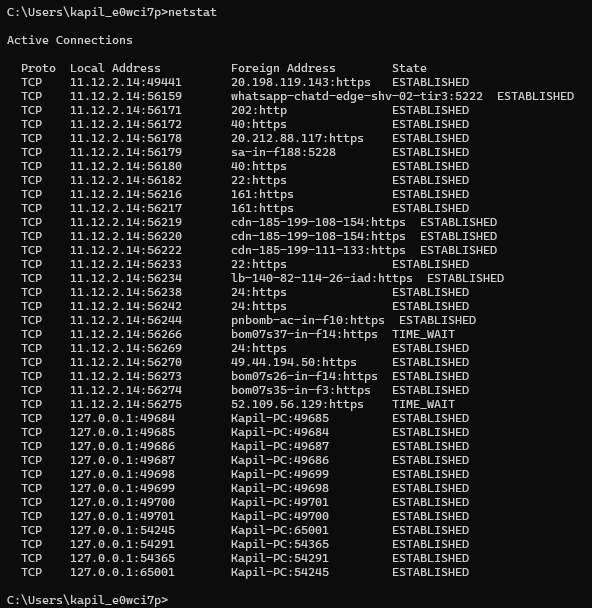 C:\Users\kapil_e0wci7p>netstat
Active Connections
Proto  Local Address          Foreign Address        State
TCP    11.12.2.14:49441       20.198.119.143:https   ESTABLISHED
TCP    11.12.2.14:56159       whatsapp-chatd-edge-shv-02-tir3:5222  ESTABLISHED
TCP    11.12.2.14:56171       202:http               ESTABLISHED
TCP    11.12.2.14:56172       40:https               ESTABLISHED
TCP    11.12.2.14:56178       20.212.88.117:https    ESTABLISHED
TCP    11.12.2.14:56179       sa-in-f188:5228        ESTABLISHED
TCP    11.12.2.14:56180       40:https               ESTABLISHED
TCP    11.12.2.14:56182       22:https               ESTABLISHED
TCP    11.12.2.14:56216       161:https              ESTABLISHED
TCP    11.12.2.14:56217       161:https              ESTABLISHED
TCP    11.12.2.14:56219       cdn-185-199-108-154:https  ESTABLISHED
TCP    11.12.2.14:56220       cdn-185-199-108-154:https  ESTABLISHED
TCP    11.12.2.14:56222       cdn-185-199-111-133:https  ESTABLISHED
TCP    11.12.2.14:56233       22:https               ESTABLISHED
TCP    11.12.2.14:56234       lb-140-82-114-26-iad:https  ESTABLISHED
TCP    11.12.2.14:56238       24:https               ESTABLISHED
TCP    11.12.2.14:56242       24:https               ESTABLISHED
TCP    11.12.2.14:56244       pnbomb-ac-in-f10:https  ESTABLISHED
TCP    11.12.2.14:56266       bom07s37-in-f14:https  TIME_WAIT
TCP    11.12.2.14:56269       24:https               ESTABLISHED
TCP    11.12.2.14:56270       49.44.194.50:https     ESTABLISHED
TCP    11.12.2.14:56273       bom07s26-in-f14:https  ESTABLISHED
TCP    11.12.2.14:56274       bom07s35-in-f3:https   ESTABLISHED
TCP    11.12.2.14:56275       52.109.56.129:https    TIME_WAIT
TCP    127.0.0.1:49684        Kapil-PC:49685         ESTABLISHED
TCP    127.0.0.1:49685        Kapil-PC:49684         ESTABLISHED
TCP    127.0.0.1:49686        Kapil-PC:49687         ESTABLISHED
TCP    127.0.0.1:49687        Kapil-PC:49686         ESTABLISHED
TCP    127.0.0.1:49698        Kapil-PC:49699         ESTABLISHED
TCP    127.0.0.1:49699        Kapil-PC:49698         ESTABLISHED
TCP    127.0.0.1:49700        Kapil-PC:49701         ESTABLISHED
TCP    127.0.0.1:49701        Kapil-PC:49700         ESTABLISHED
TCP    127.0.0.1:54245        Kapil-PC:65001         ESTABLISHED
TCP    127.0.0.1:54291        Kapil-PC:54365         ESTABLISHED
TCP    127.0.0.1:54365        Kapil-PC:54291         ESTABLISHED
TCP    127.0.0.1:65001        Kapil-PC:54245         ESTABLISHED
C:\Users\kapil_e0wci7p>